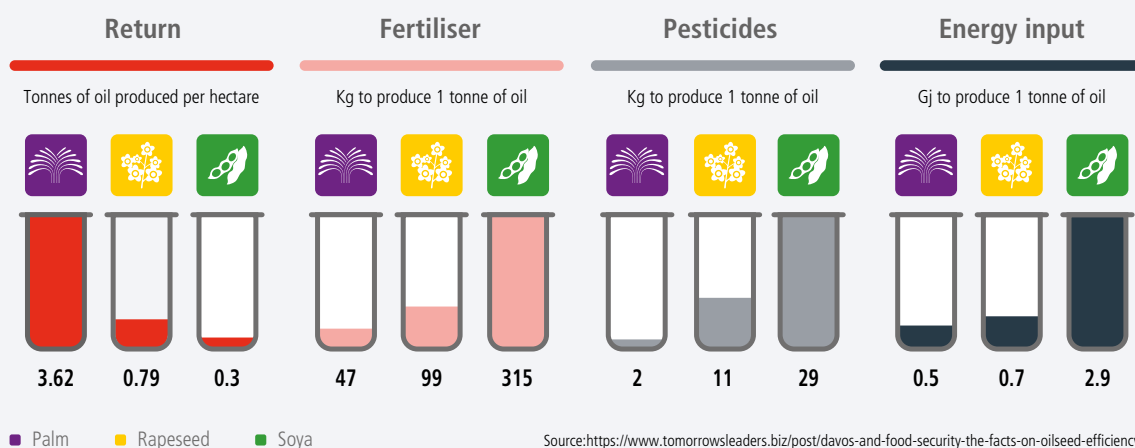 Return
Fertiliser
Pesticides
Energy input
Tonnes of oil produced per hectare
Kg to produce 1 tonne of oil
Kg to produce 1 tonne of oil
Gj to produce 1 tonne of oil
3.62 0.79 0.3
47 99 315
2 11 29
0.5 0.7 2.9
Palm Rapeseed Soya
Source:https://www.tomorrowsleaders.biz/post/davos-and-food-security-the-facts-on-oilseed-efficiency